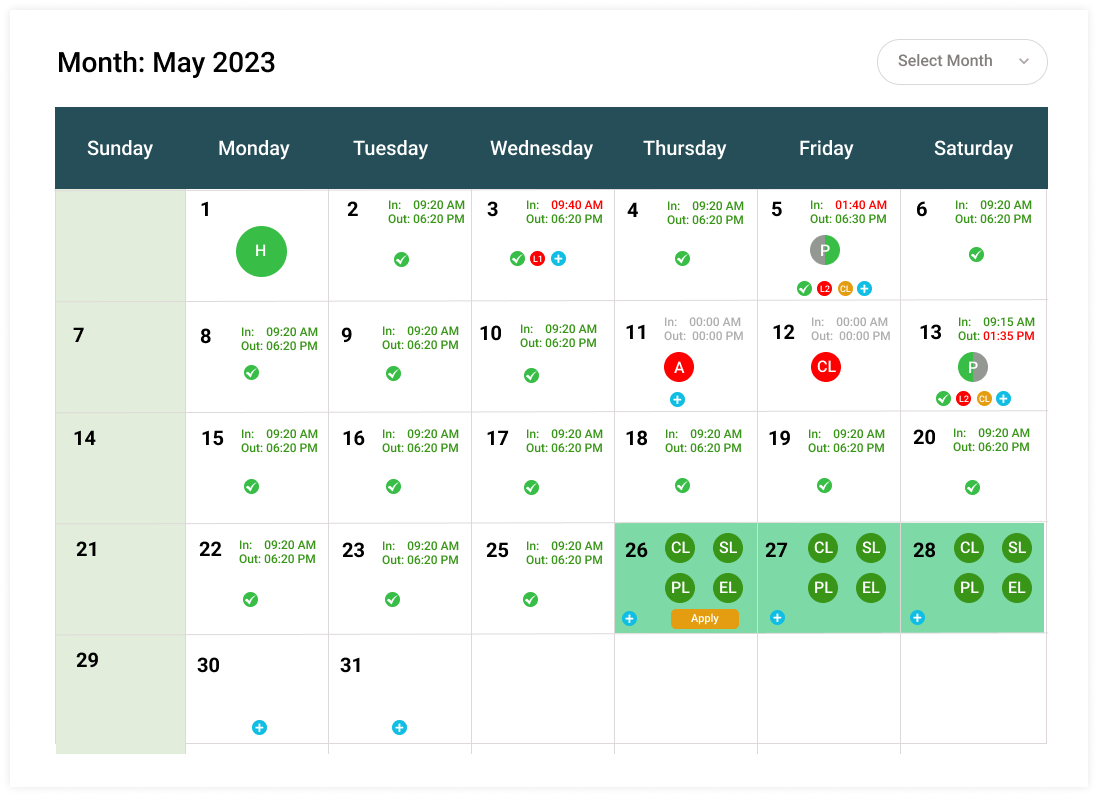 Month: May 2023
Select Month
Sunday Monday Tuesday Wednesday Thursday Friday Saturday
1
H
2
In: 09:20 AM
Out: 06:20 PM
3
In: 09:40 AM
Out: 06:20 PM
L1
4
In: 09:20 AM
Out: 06:20 PM
5
In: 01:40 AM
Out: 06:30 PM
P
L2 CL
6
In: 09:20 AM
Out: 06:20 PM
7
8
In: 09:20 AM
Out: 06:20 PM
9
In: 09:20 AM
Out: 06:20 PM
10
In: 09:20 AM
Out: 06:20 PM
11
In: 00:00 AM
Out: 00:00 PM
A
12
In: 00:00 AM
Out: 00:00 PM
CL
13
In: 09:15 AM
Out: 01:35 PM
P
L2 CL
14
15
In: 09:20 AM
Out: 06:20 PM
16
In: 09:20 AM
Out: 06:20 PM
17
In: 09:20 AM
Out: 06:20 PM
18
In: 09:20 AM
Out: 06:20 PM
19
In: 09:20 AM
Out: 06:20 PM
20
In: 09:20 AM
Out: 06:20 PM
21
22
In: 09:20 AM
Out: 06:20 PM
23
In: 09:20 AM
Out: 06:20 PM
25
In: 09:20 AM
Out: 06:20 PM
26
CL SL
PL EL
Apply
27
CL SL
PL EL
28
CL SL
PL EL
29
30
31